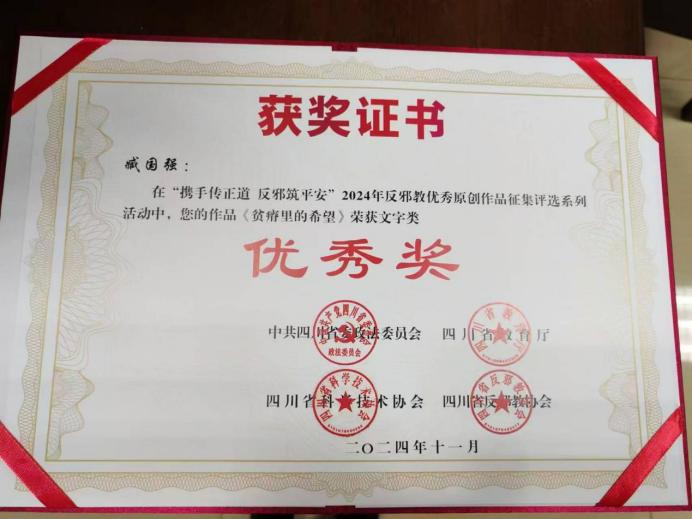 获奖证书
臧国强：
在“携手传正道 反邪筑平安”2024年反邪教优秀原创作品征集评选系列
活动中，您的作品《贫瘠里的希望》荣获文字类
优秀奖
中共四川省委政法委员会 四川省教育厅
政法委员会
四川省科学技术协会 四川省反邪教协会
二〇二四年十一月